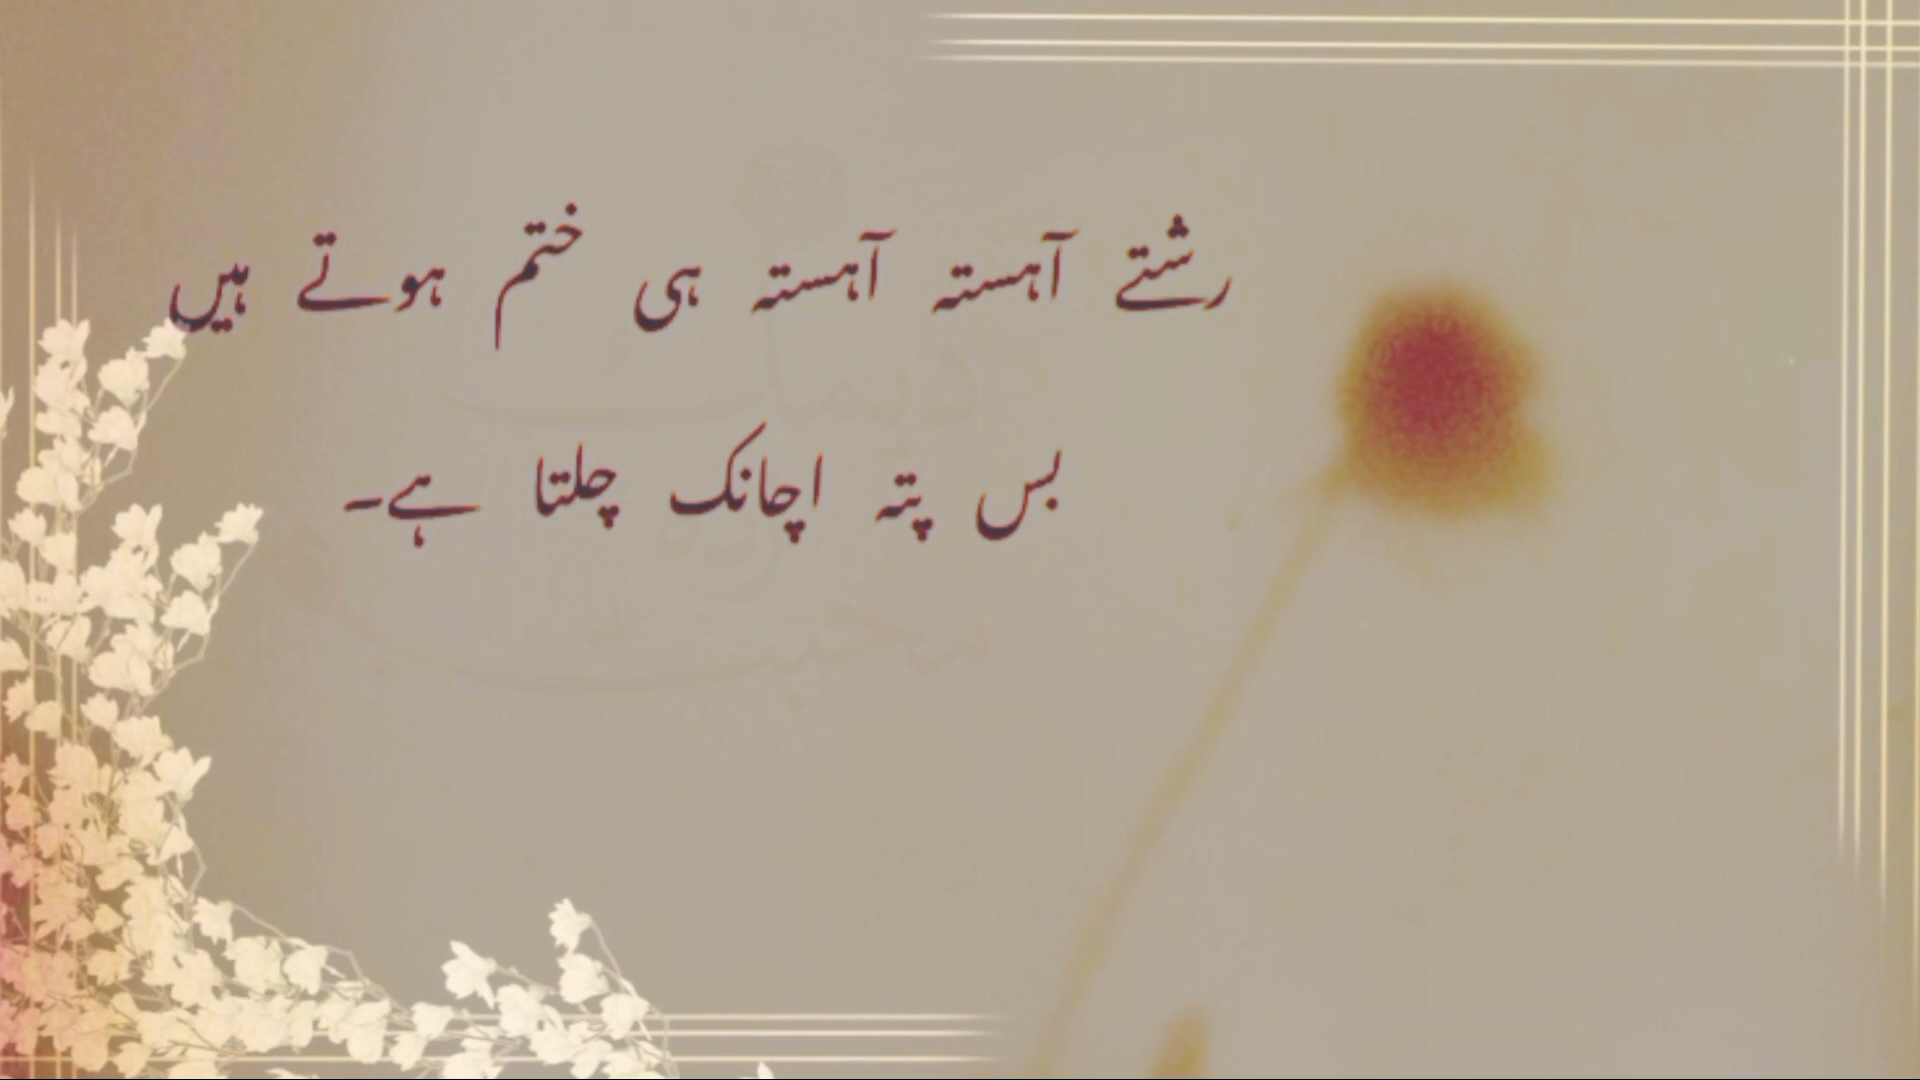 رشتے آہستہ آہستہ ہی ختم ہوتے ہیں
بس پتہ اچانک چلتا ہے۔